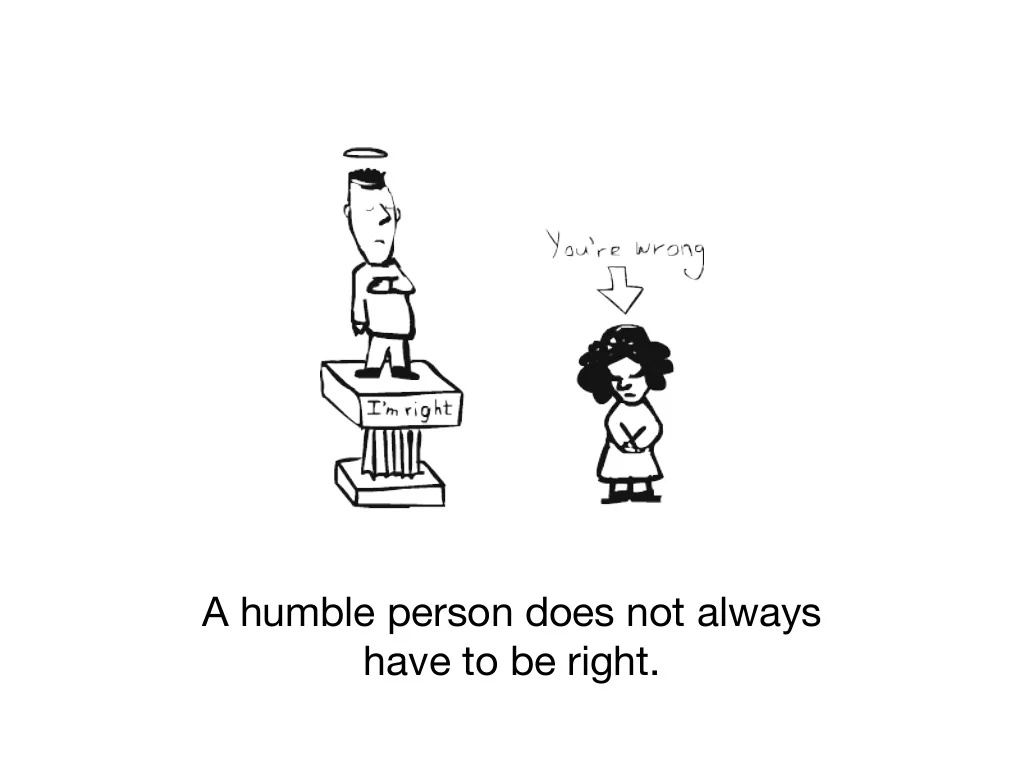 You're wrong
I'm right
A humble person does not always
have to be right.